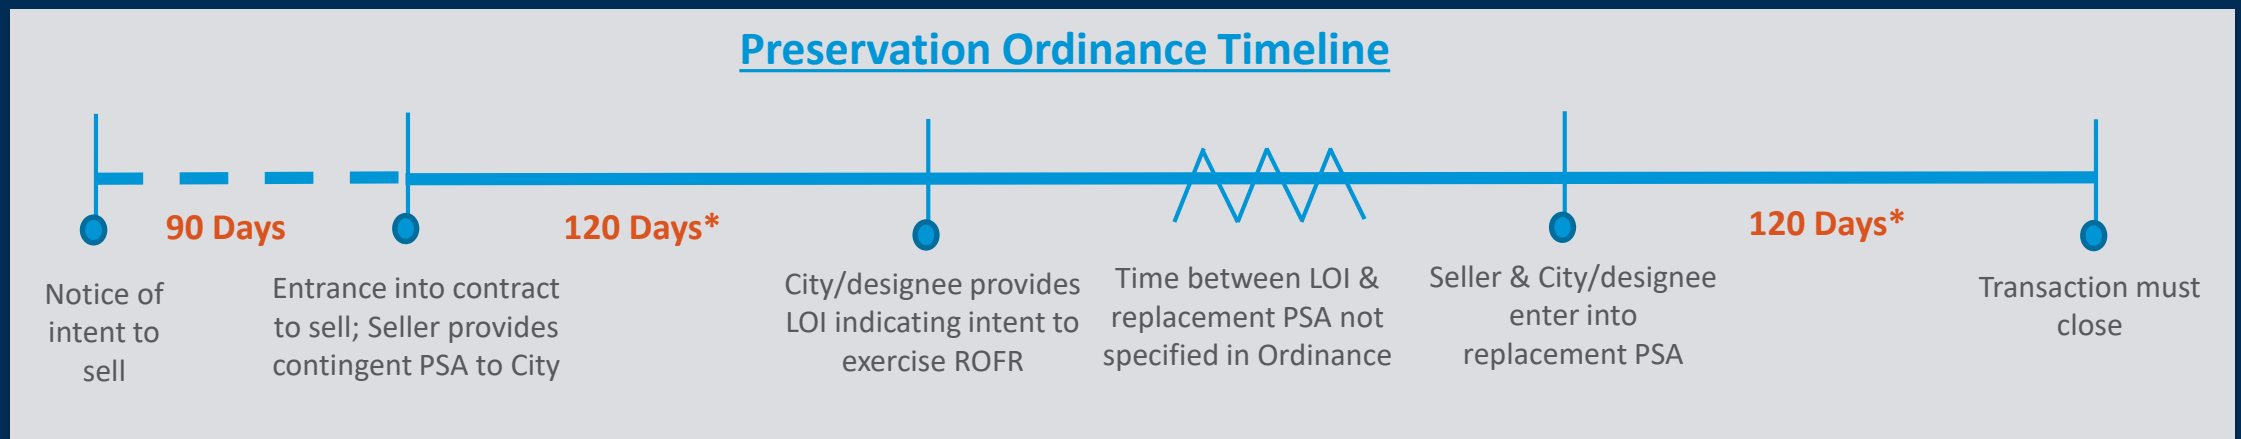 Preservation Ordinance Timeline
90 Days
120 Days*
120 Days*
Notice of
intent to
sell
Entrance into contract
to sell; Seller provides
contingent PSA to City
City/designee provides
LOI indicating intent to
exercise ROFR
Time between LOI &
replacement PSA not
specified in Ordinance
Seller & City/designee
enter into
replacement PSA
Transaction must
close